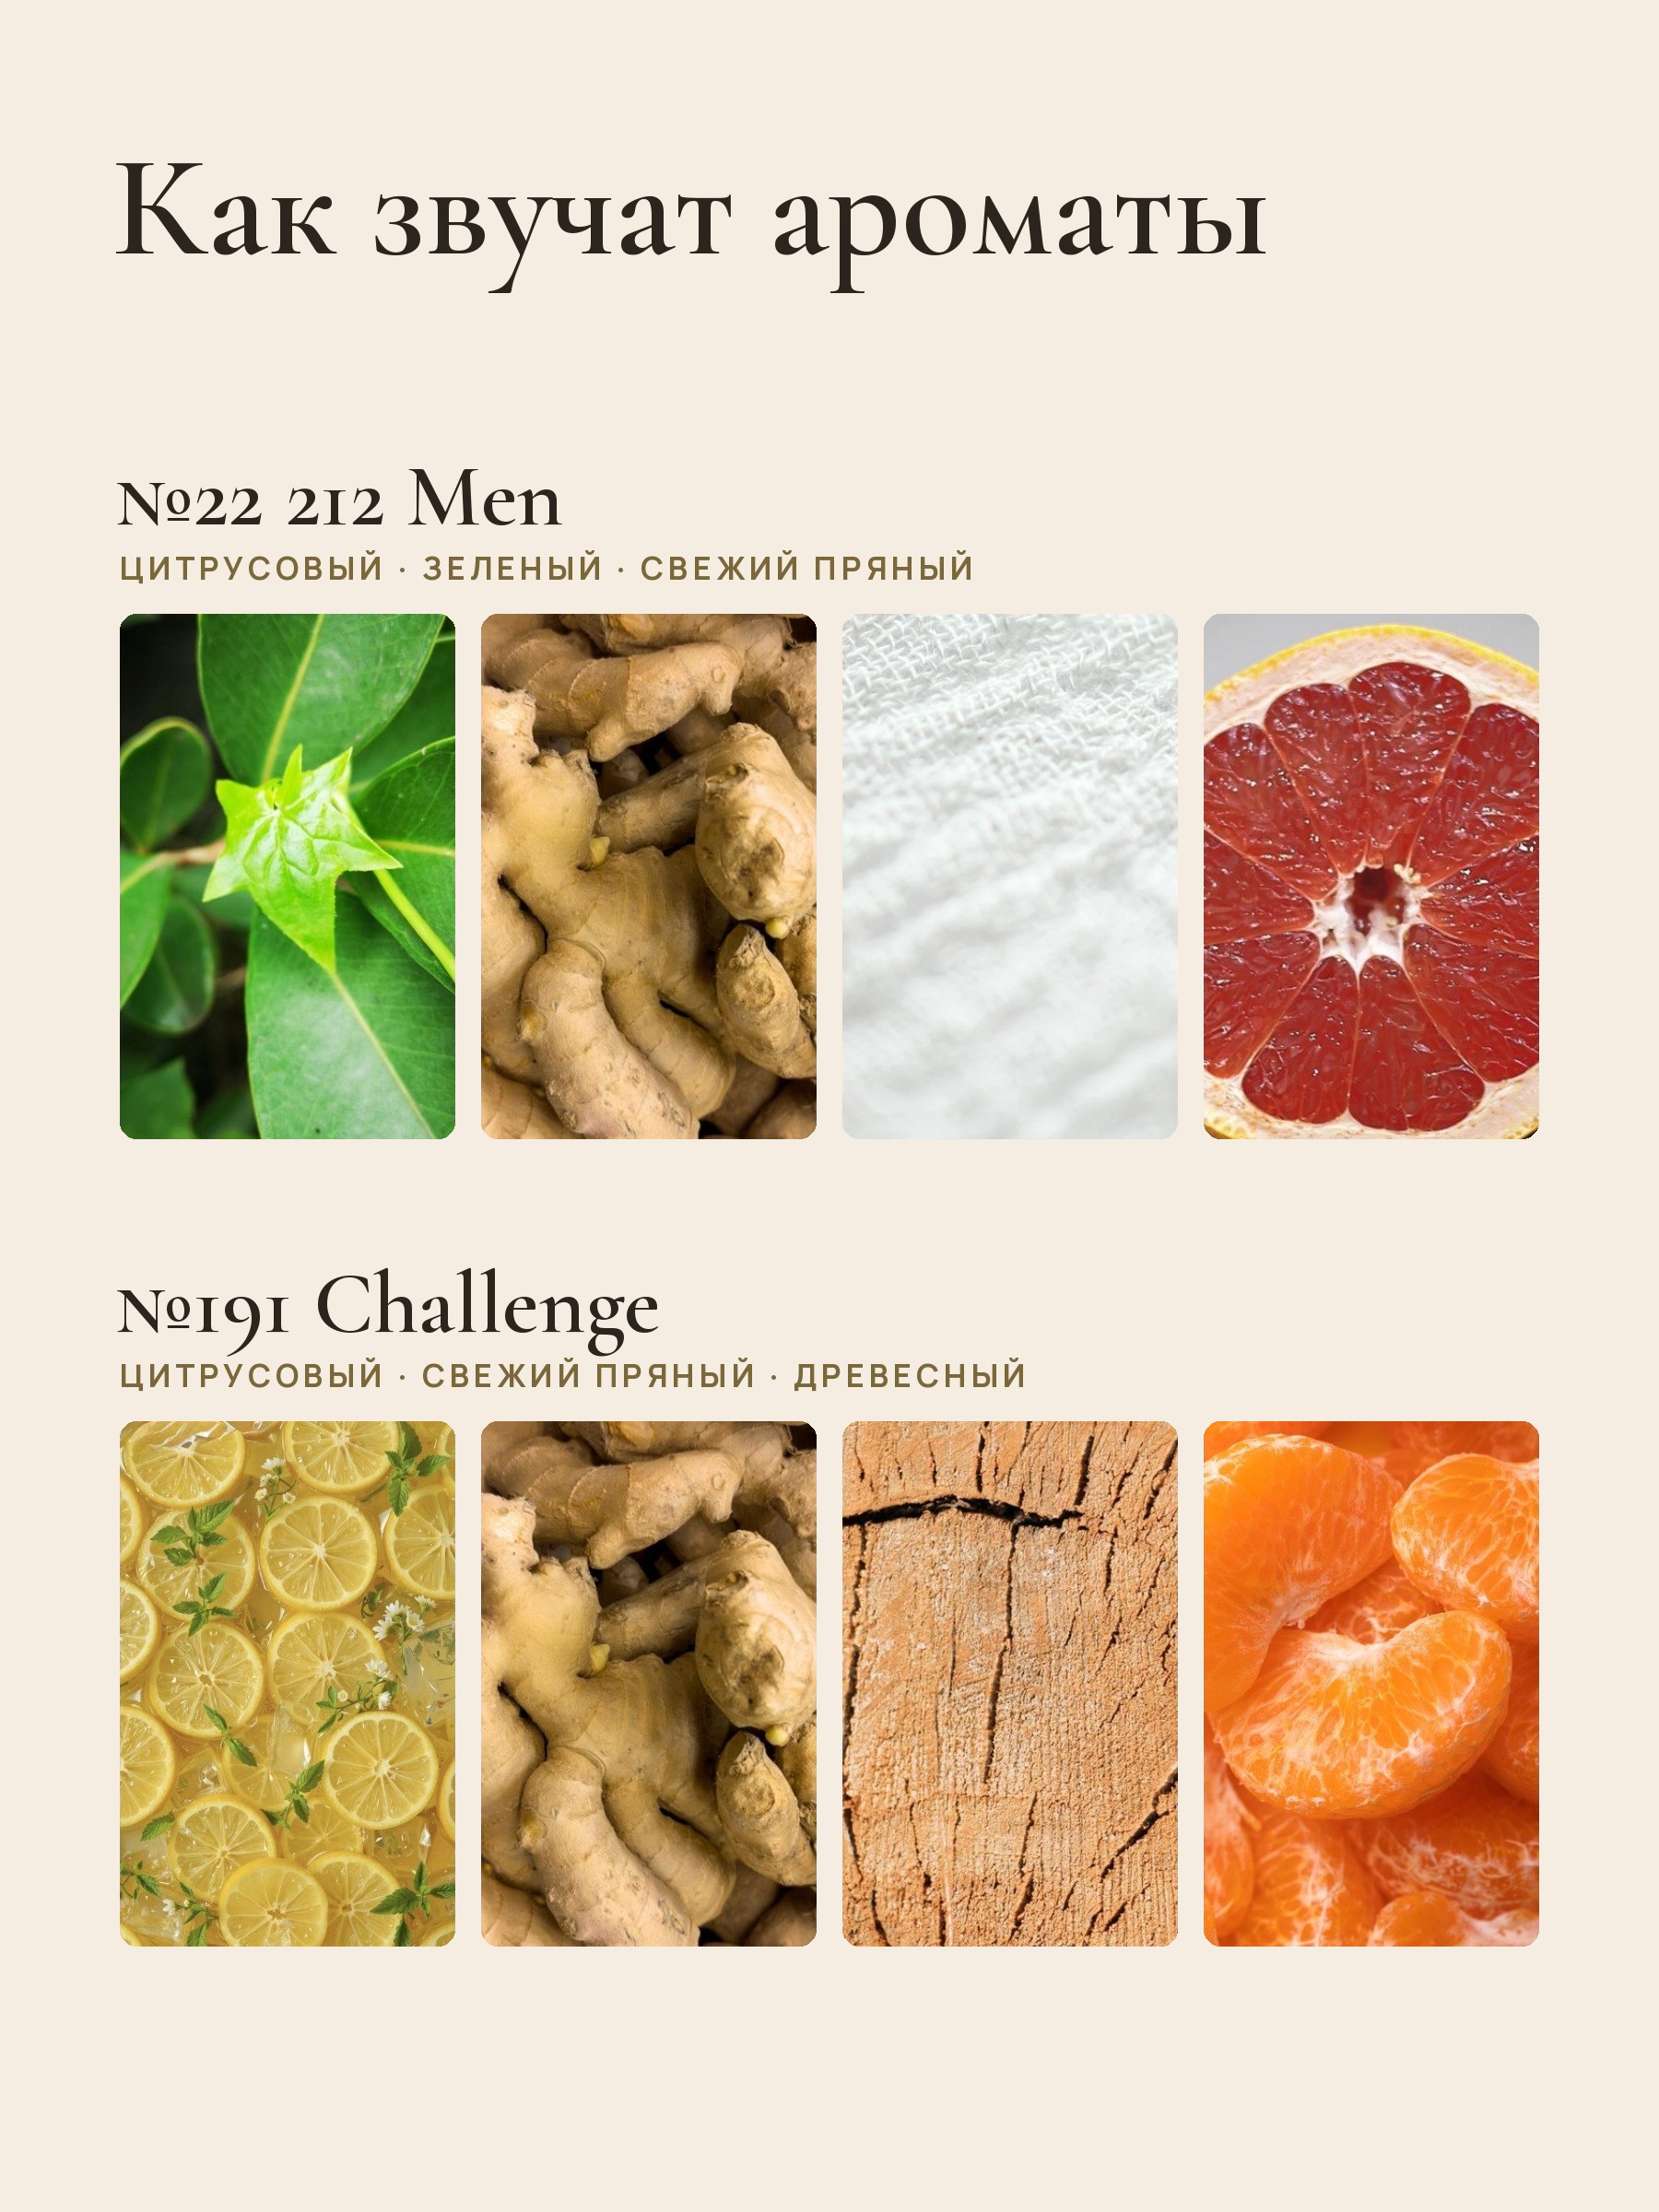 Как звучат ароматы
№22 212 Men
ЦИТРУСОВЫЙ · ЗЕЛЕНЫЙ · СВЕЖИЙ ПРЯНЫЙ
№191 Challenge
ЦИТРУСОВЫЙ · СВЕЖИЙ ПРЯНЫЙ · ДРЕВЕСНЫЙ